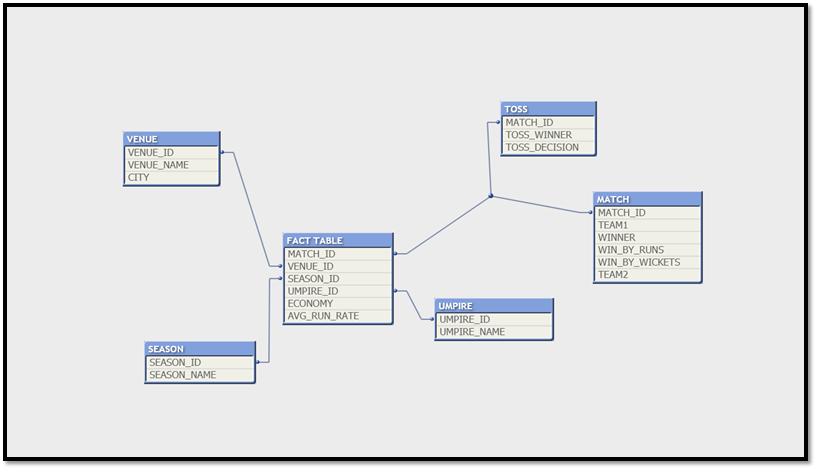 VENUE
VENUE_ID
VENUE_NAME
CITY
TOSS
MATCH_ID
TOSS_WINNER
TOSS_DECISION
MATCH
MATCH_ID
TEAM1
WINNER
WIN_BY_RUNS
WIN_BY_WICKETS
TEAM2
FACT TABLE
MATCH_ID
VENUE_ID
SEASON_ID
UMPIRE_ID
ECONOMY
AVG_RUN_RATE
UMPIRE
UMPIRE_ID
UMPIRE_NAME
SEASON
SEASON_ID
SEASON_NAME